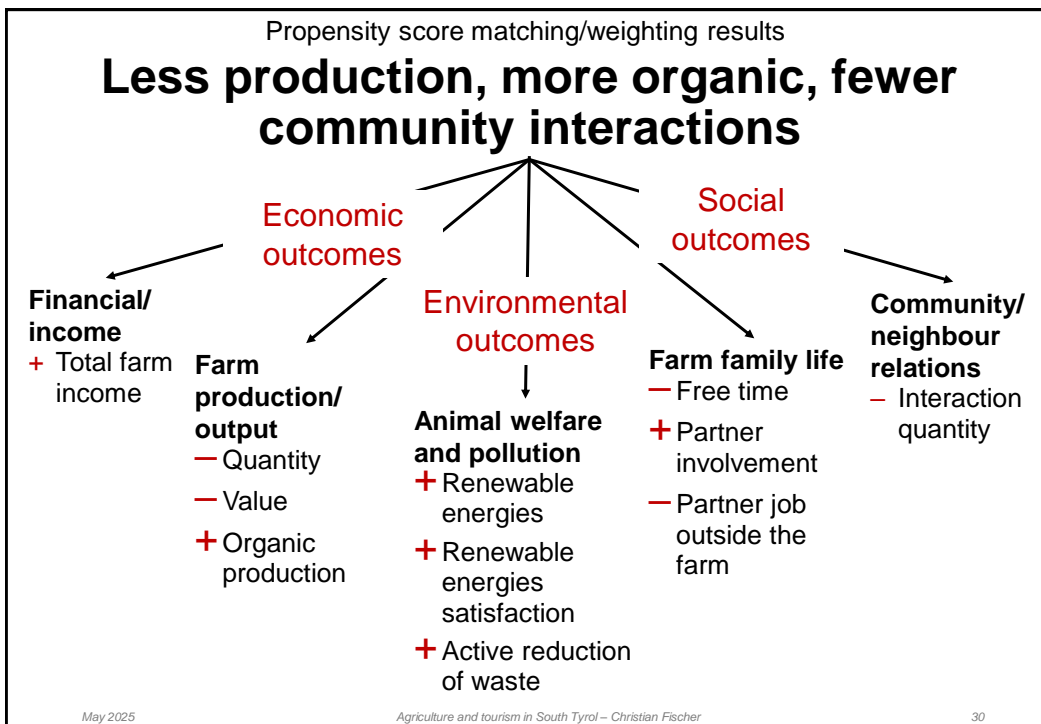 Propensity score matching/weighting results
Less production, more organic, fewer
community interactions
Economic
outcomes
Social
outcomes
Environmental
outcomes
Financial/
income
+ Total farm
income
Farm
production/
output
– Quantity
– Value
+ Organic
production
Animal welfare
and pollution
+ Renewable
energies
+ Renewable
energies
satisfaction
+ Active reduction
of waste
Farm family life
– Free time
+ Partner
involvement
– Partner job
outside the
farm
Community/
neighbour
relations
– Interaction
quantity
May 2025
Agriculture and tourism in South Tyrol – Christian Fischer
30